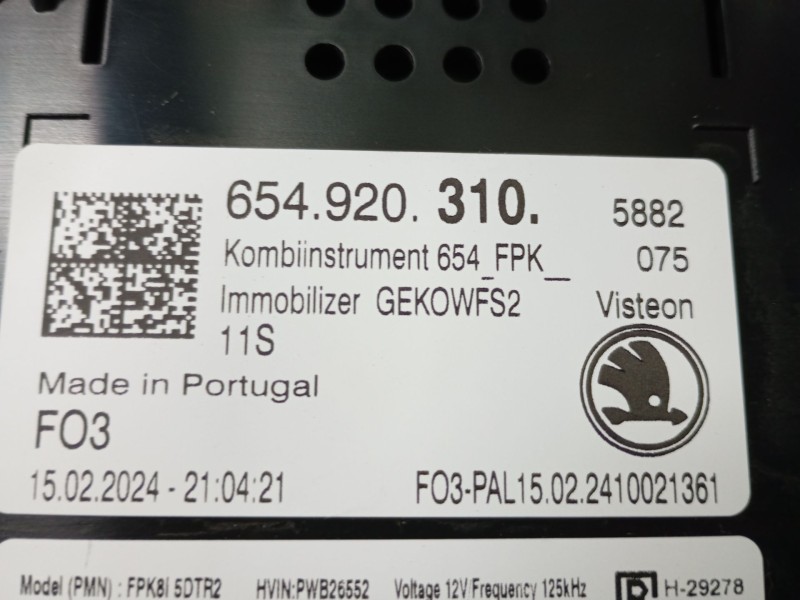 654.920. 310. 5882
Kombiinstrument 654_FPK__ 075
Immobilizer GEKOWFS2 Visteon
11S
Made in Portugal
FO3
15.02.2024 - 21:04:21 FO3-PAL15.02.2410021361
Model (PMN) : FPK8I 5DTR2 HVIN:PWB26552 Voltage 12V/Frequency 125kHz R H-29278